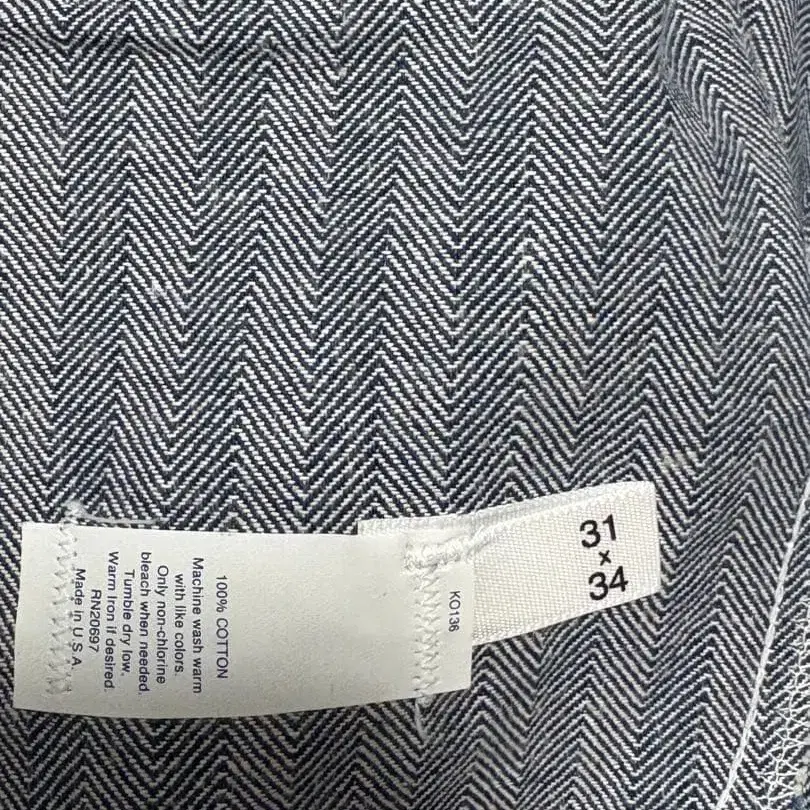 31
x
34
KO136
100% COTTON
Machine wash warm
with like colors.
Only non-chlorine
bleach when needed.
Tumble dry low.
Warm Iron if desired.
RN20697
Made in U.S.A.